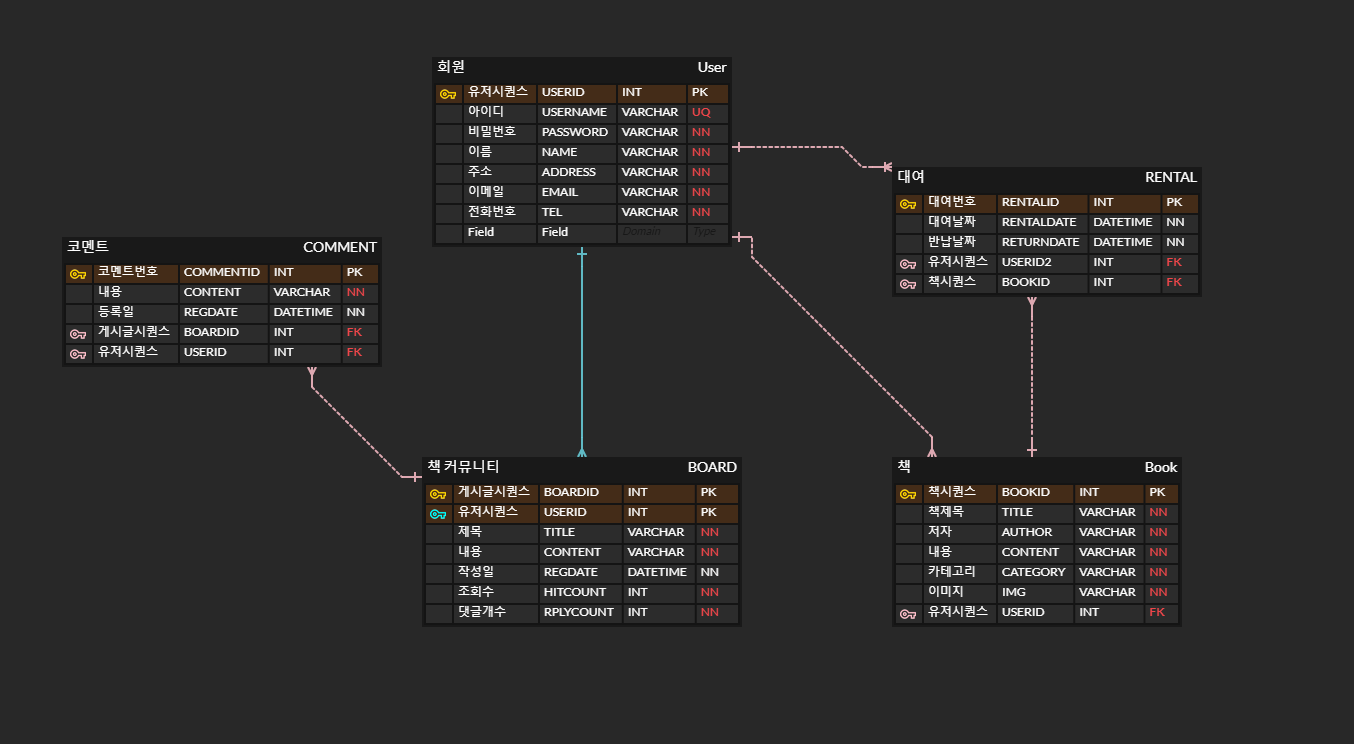 회원 User
유저시퀀스 USERID INT PK
아이디 USERNAME VARCHAR UQ
비밀번호 PASSWORD VARCHAR NN
이름 NAME VARCHAR NN
주소 ADDRESS VARCHAR NN
이메일 EMAIL VARCHAR NN
전화번호 TEL VARCHAR NN
Field Field Domain Type
대여 RENTAL
대여번호 RENTALID INT PK
대여날짜 RENTALDATE DATETIME NN
반납날짜 RETURNDATE DATETIME NN
유저시퀀스 USERID2 INT FK
책시퀀스 BOOKID INT FK
코멘트 COMMENT
코멘트번호 COMMENTID INT PK
내용 CONTENT VARCHAR NN
등록일 REGDATE DATETIME NN
게시글시퀀스 BOARDID INT FK
유저시퀀스 USERID INT FK
책 커뮤니티 BOARD
게시글시퀀스 BOARDID INT PK
유저시퀀스 USERID INT PK
제목 TITLE VARCHAR NN
내용 CONTENT VARCHAR NN
작성일 REGDATE DATETIME NN
조회수 HITCOUNT INT NN
댓글개수 RPLYCOUNT INT NN
책 Book
책시퀀스 BOOKID INT PK
책제목 TITLE VARCHAR NN
저자 AUTHOR VARCHAR NN
내용 CONTENT VARCHAR NN
카테고리 CATEGORY VARCHAR NN
이미지 IMG VARCHAR NN
유저시퀀스 USERID INT FK